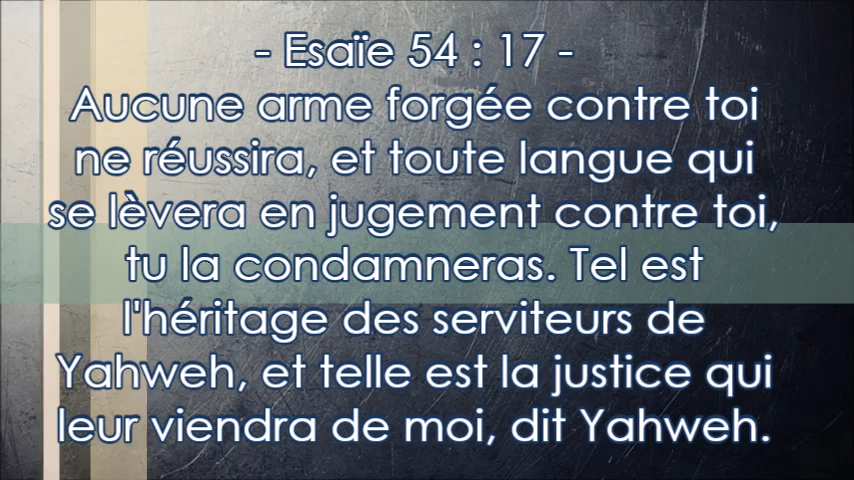 - Esaïe 54 : 17 -
Aucune arme forgée contre toi
ne réussira, et toute langue qui
se lèvera en jugement contre toi,
tu la condamneras. Tel est
l'héritage des serviteurs de
Yahweh, et telle est la justice qui
leur viendra de moi, dit Yahweh.